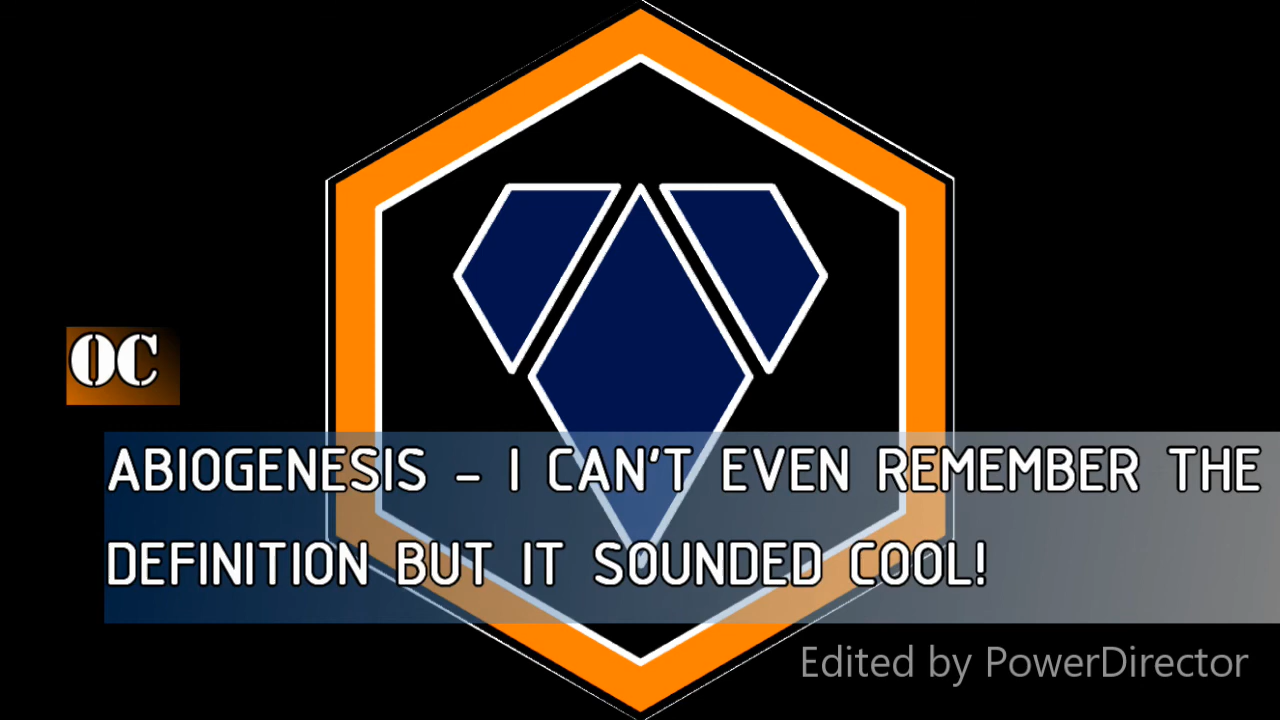 OC
ABIOGENESIS - I CAN'T EVEN REMEMBER THE
DEFINITION BUT IT SOUNDED COOL!
Edited by PowerDirector